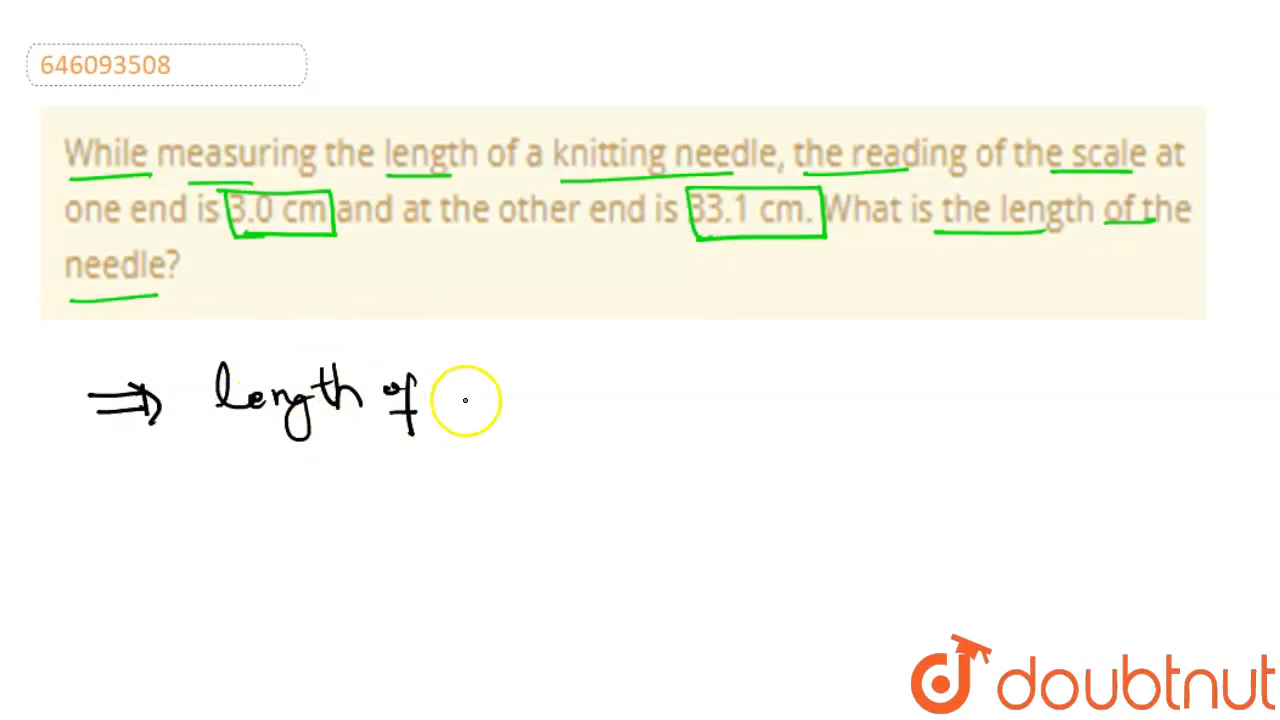 646093508
While measuring the length of a knitting needle, the reading of the scale at
one end is 3.0 cm and at the other end is 33.1 cm. What is the length of the
needle?
⇒ length of
doubtnut